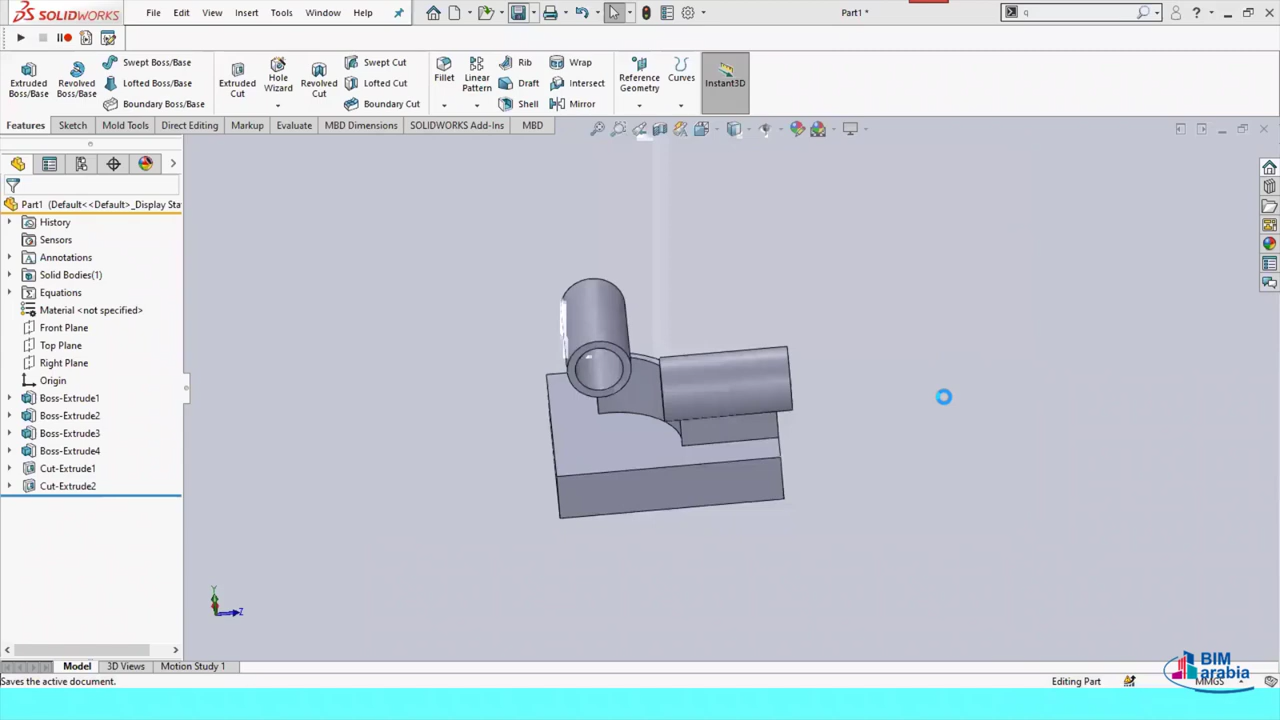 SOLIDWORKS
File
Edit
View
Insert
Tools
Window
Help
Part1 *
q
Extruded Boss/Base
Revolved Boss/Base
Swept Boss/Base
Lofted Boss/Base
Boundary Boss/Base
Extruded Cut
Hole Wizard
Revolved Cut
Swept Cut
Lofted Cut
Boundary Cut
Fillet
Linear Pattern
Rib
Draft
Shell
Wrap
Intersect
Mirror
Reference Geometry
Curves
Instant3D
Features
Sketch
Mold Tools
Direct Editing
Markup
Evaluate
MBD Dimensions
SOLIDWORKS Add-Ins
MBD
Part1 (Default<<Default>_Display Sta
History
Sensors
Annotations
Solid Bodies(1)
Equations
Material <not specified>
Front Plane
Top Plane
Right Plane
Origin
Boss-Extrude1
Boss-Extrude2
Boss-Extrude3
Boss-Extrude4
Cut-Extrude1
Cut-Extrude2
Y
Z
Model
3D Views
Motion Study 1
Saves the active document.
Editing Part
MMGS
BIM
arabia